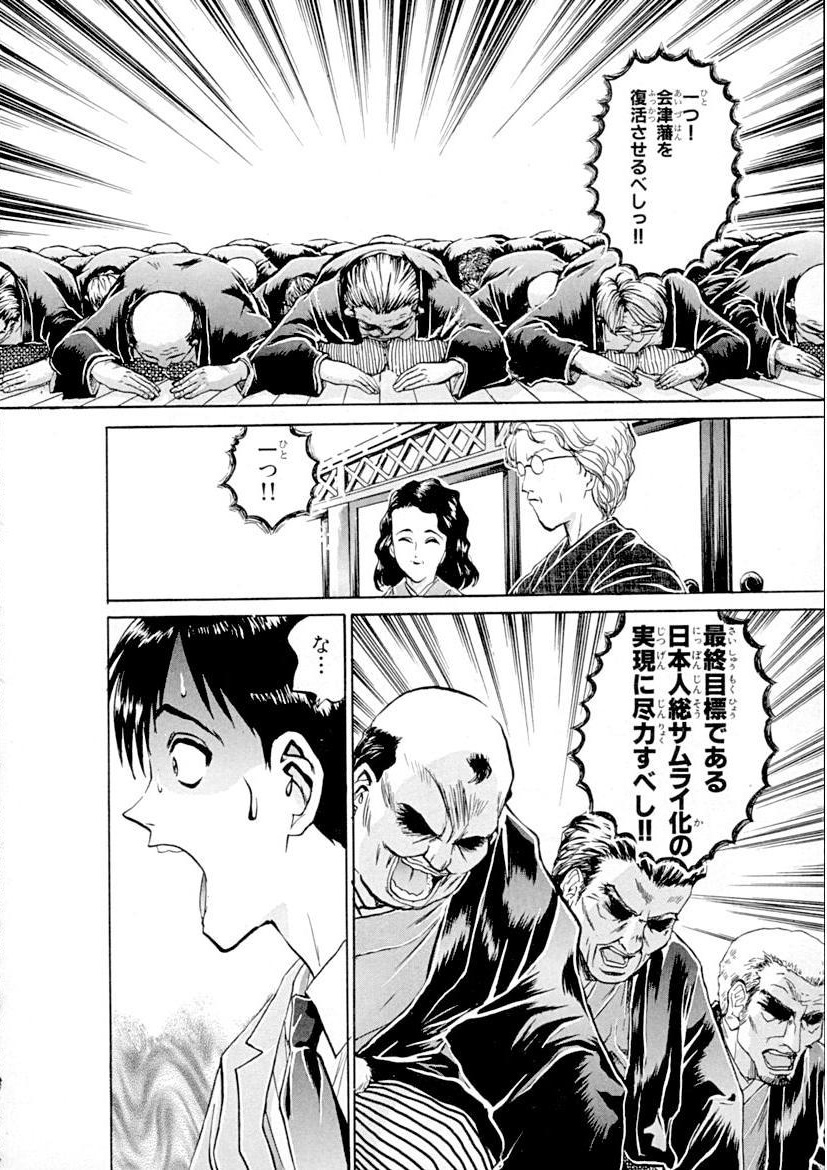 一つ！
会津藩を
復活させるべしっ!!
一つ!!
最終目標である
日本人総サムライ化の
実現に尽力すべし!!
な…